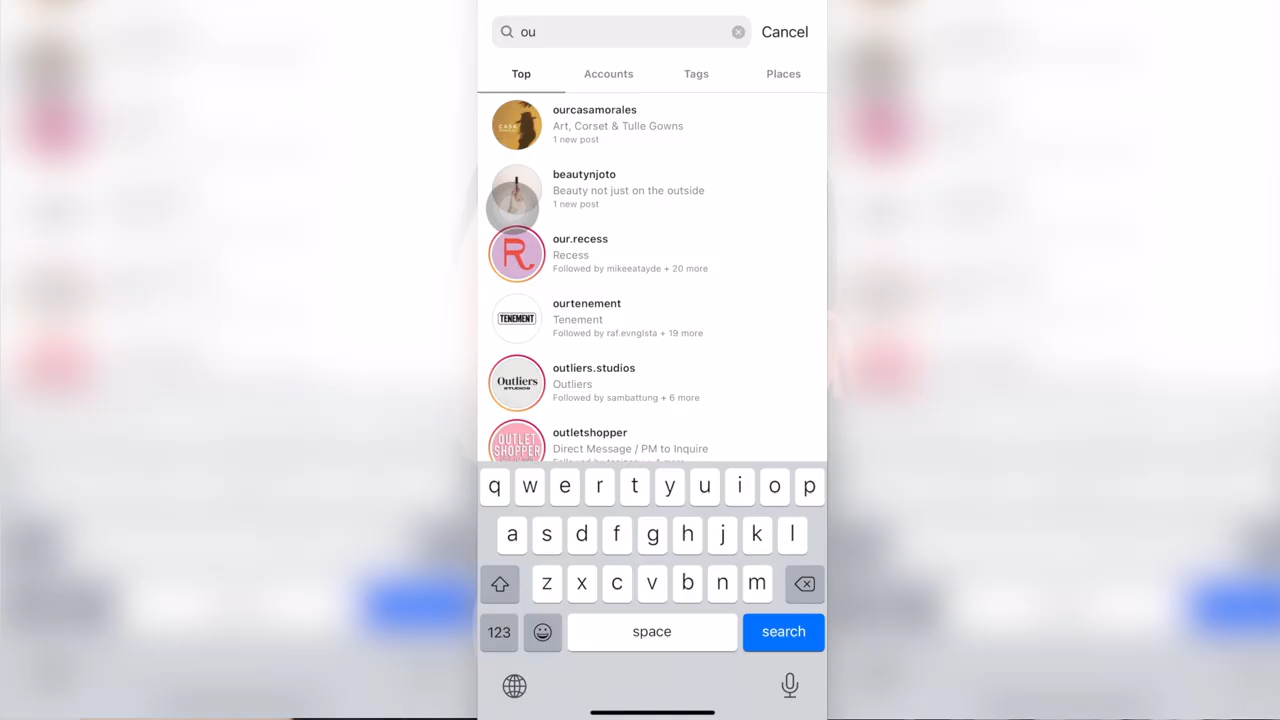 ou
Cancel
Top
Accounts
Tags
Places
ourcasamorales
Art, Corset & Tulle Gowns
1 new post
CASA
beautynjoto
Beauty not just on the outside
1 new post
our.recess
Recess
Followed by mikeeatayde + 20 more
R
ourtenement
Tenement
Followed by raf.evnglsta + 19 more
TENEMENT
outliers.studios
Outliers
Followed by sambattung + 6 more
Outliers
STUDIOS
outletshopper
Direct Message / PM to Inquire
OUTLET
SHOPPER
q w e r t y u i o p
a s d f g h j k l
z x c v b n m
123
space
search